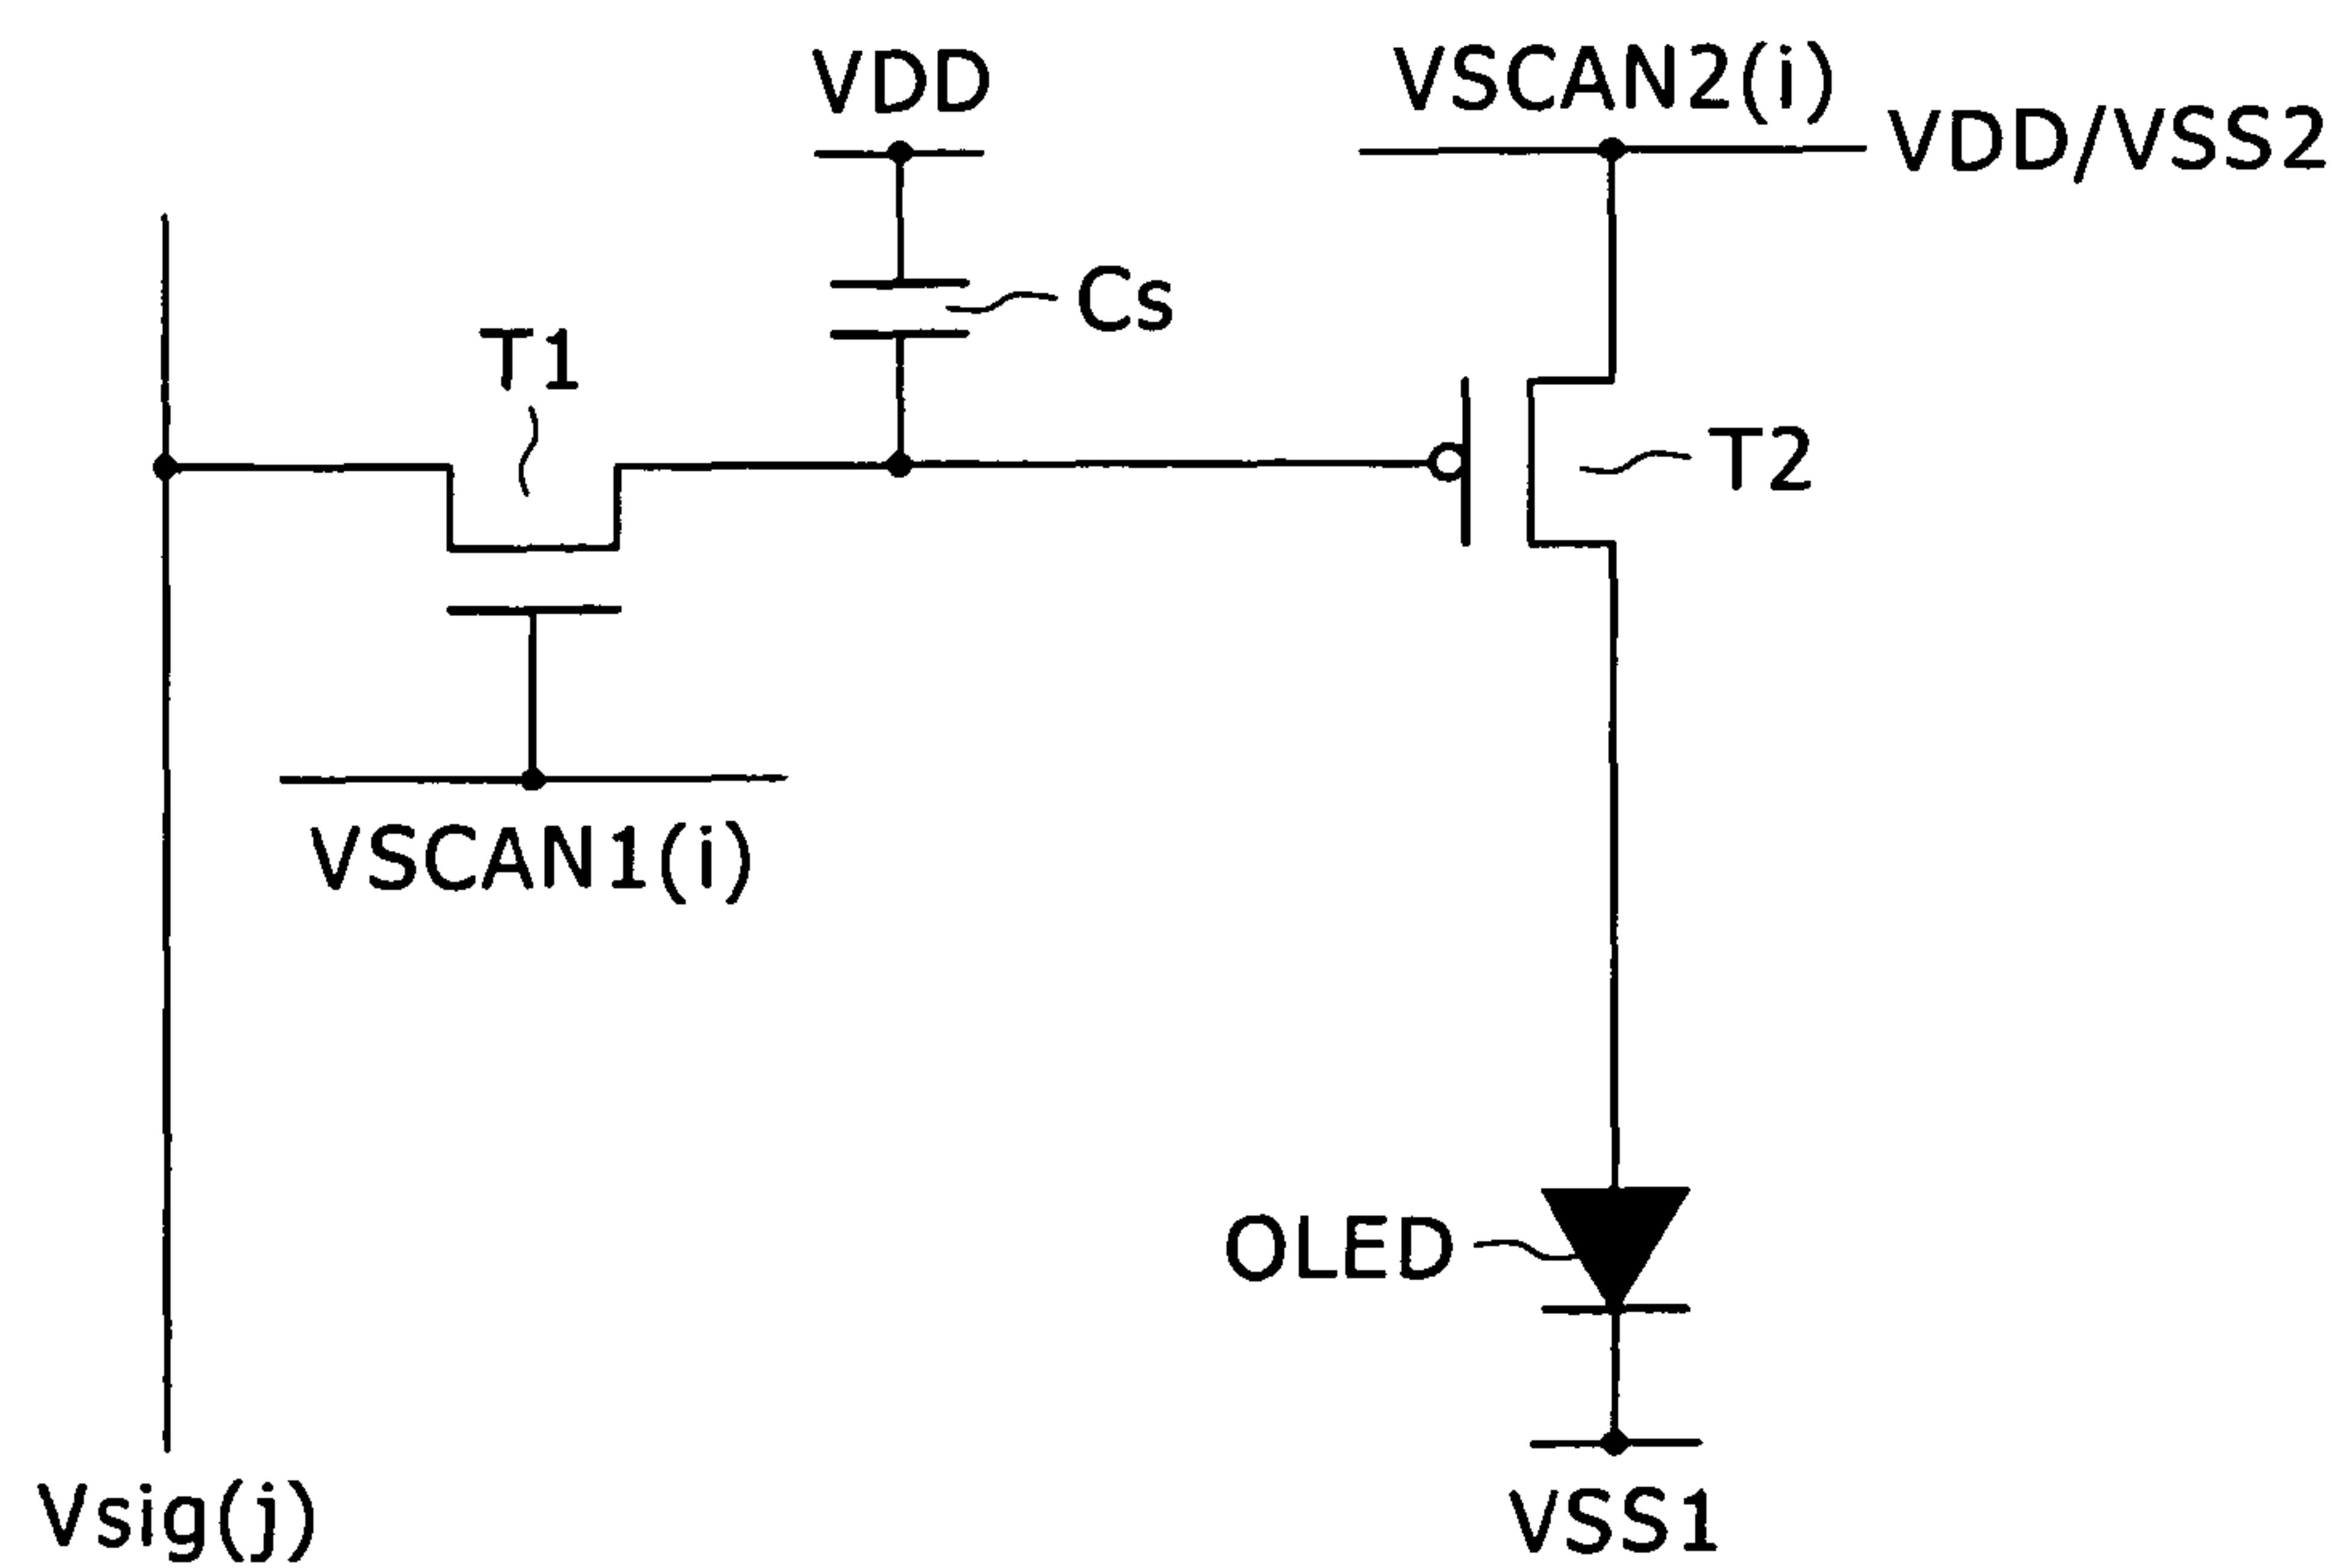 VDD
VSCAN2(i)
VDD/VSS2
Cs
T1
T2
VSCAN1(i)
OLED
Vsig(j)
VSS1